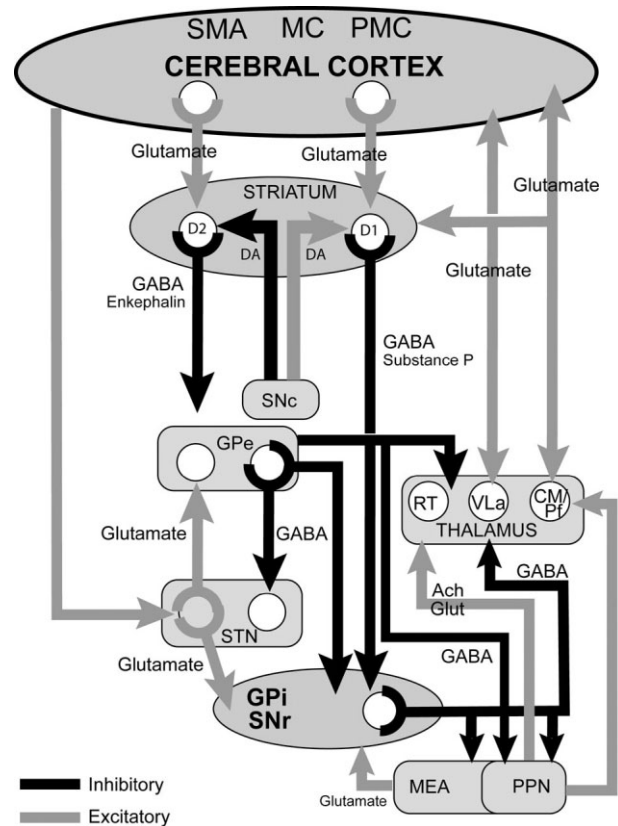 SMA MC PMC
CEREBRAL CORTEX
Glutamate
Glutamate
Glutamate
STRIATUM
D2
D1
DA
DA
Glutamate
GABA
Enkephalin
GABA
Substance P
SNc
GPe
RT
VLa
CM/
Pf
THALAMUS
Glutamate
GABA
GABA
Ach
Glut
STN
GABA
Glutamate
GPi
SNr
MEA
PPN
Glutamate
Inhibitory
Excitatory